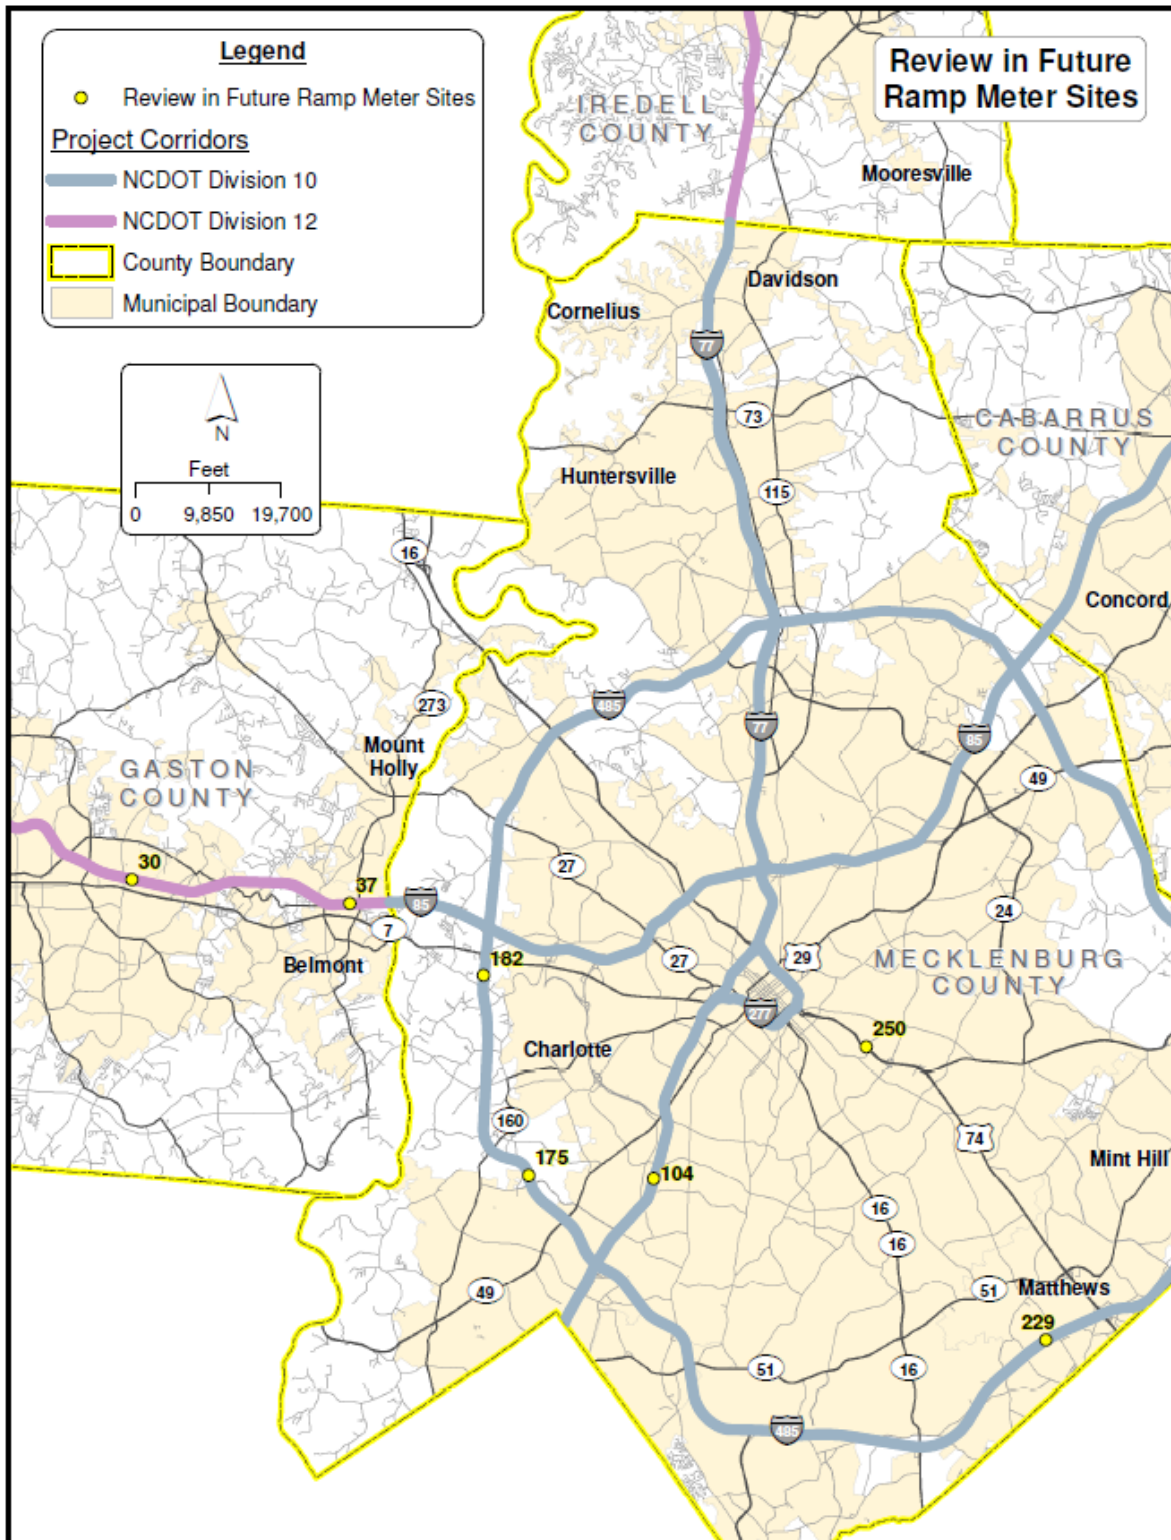 Legend
Review in Future Ramp Meter Sites
Project Corridors
NCDOT Division 10
NCDOT Division 12
County Boundary
Municipal Boundary
Review in Future
Ramp Meter Sites
IREDELL
COUNTY
Mooresville
Davidson
Cornelius
77
N
Feet
0 9,850 19,700
73
CABARRUS
COUNTY
Huntersville
115
16
Concord
273
485
77
85
Mount
Holly
GASTON
COUNTY
49
30
27
37
85
24
7
182
27
29
MECKLENBURG
COUNTY
Belmont
277
250
Charlotte
160
74
175
104
Mint Hill
16
16
49
51
Matthews
229
51
16
485